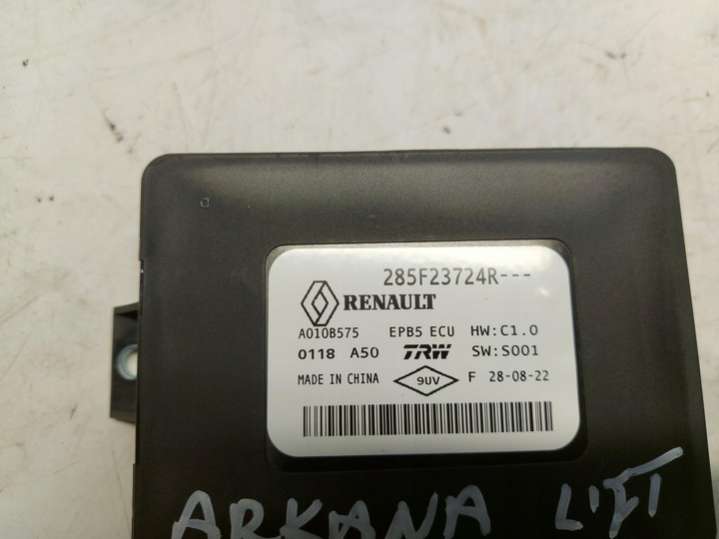 285F23724R---
RENAULT
A010B575 EPB5 ECU HW:C1.0
0118 A50 TRW SW:S001
MADE IN CHINA 9UV F 28-08-22
ARKANA